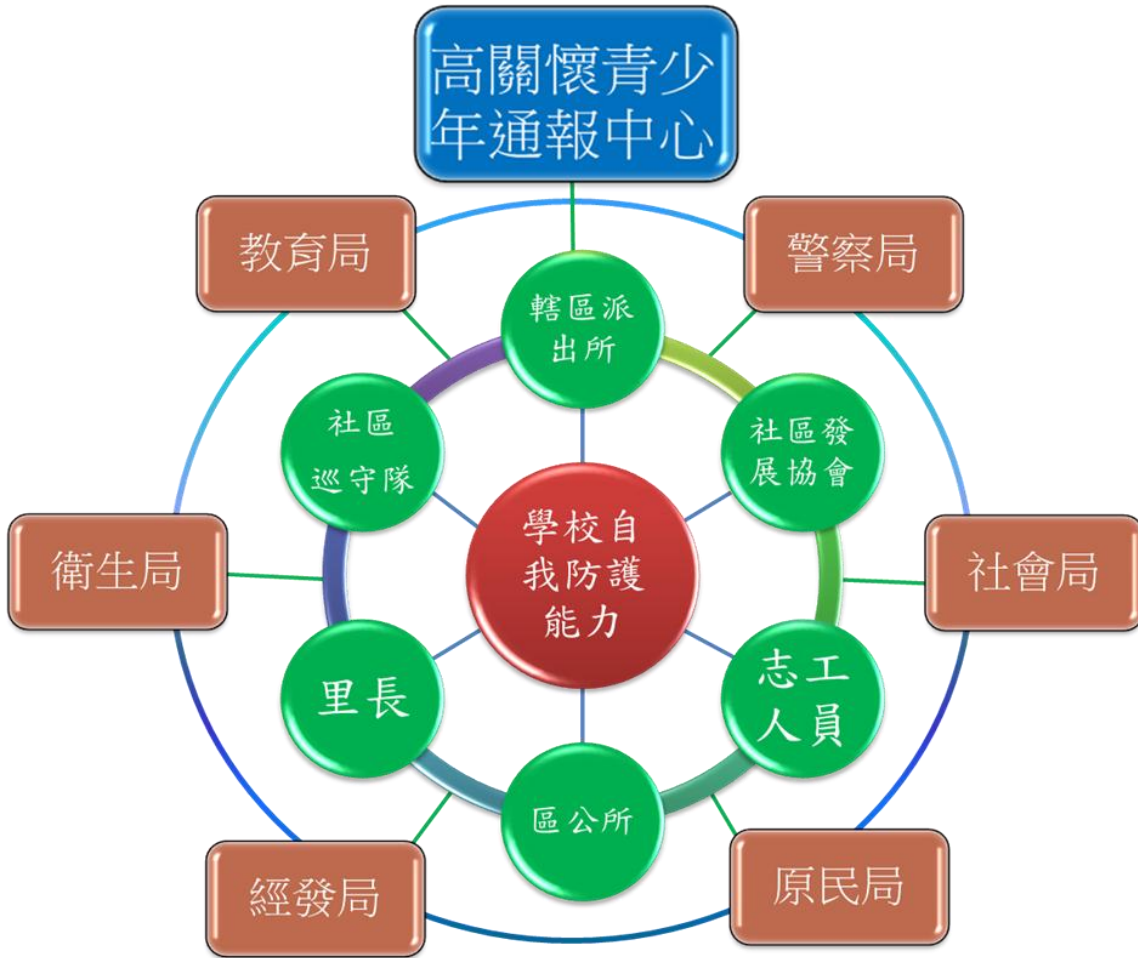 高關懷青少
年通報中心
教育局
警察局
轄區派
出所
社區
巡守隊
社區發
展協會
學校自
我防護
能力
衛生局
社會局
里長
志工
人員
區公所
經發局
原民局